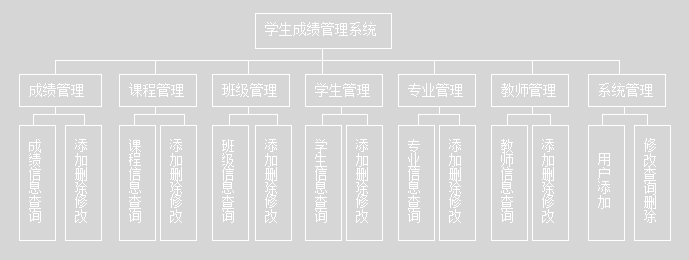 学生成绩管理系统
成绩管理
课程管理
班级管理
学生管理
专业管理
教师管理
系统管理
成绩信息查询
添加删除修改
课程信息查询
添加删除修改
班级信息查询
添加删除修改
学生信息查询
添加删除修改
专业信息查询
添加删除修改
教师信息查询
添加删除修改
用户添加
修改查询删除